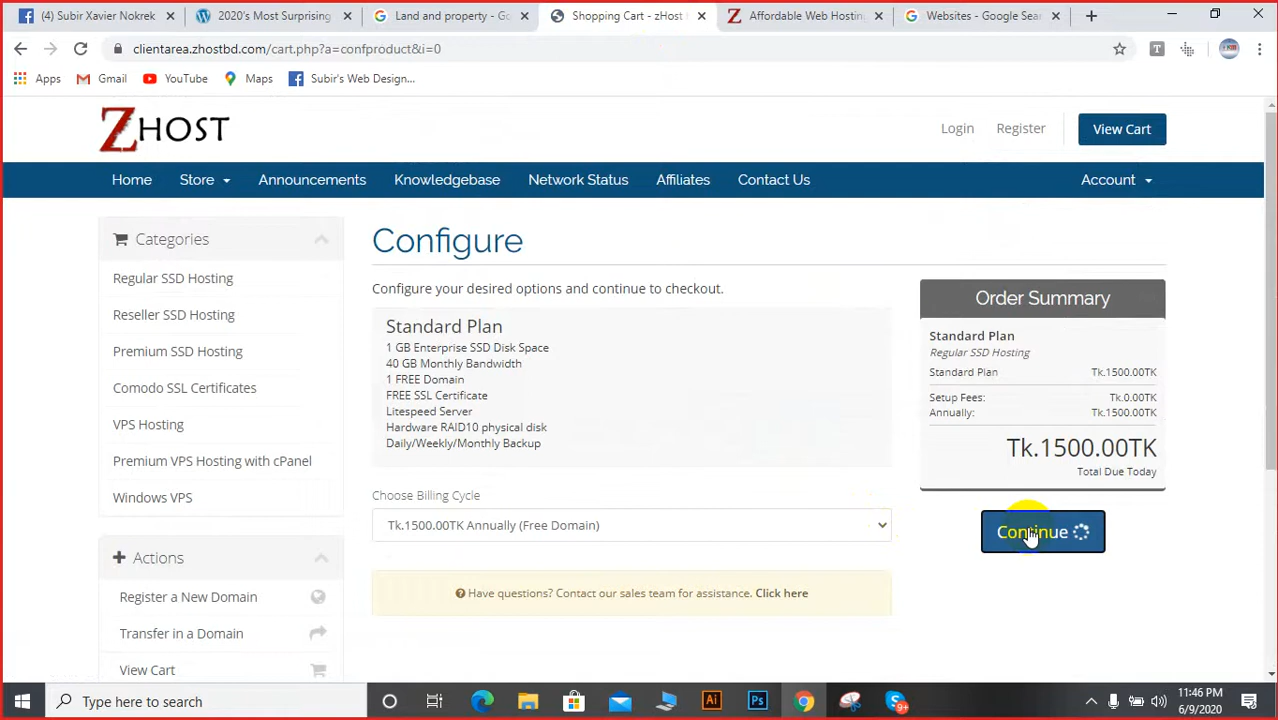 (4) Subir Xavier Nokrek
2020's Most Surprising
Land and property - Go
Shopping Cart - zHost
Affordable Web Hosting
Websites - Google Sea
clientarea.zhostbd.com/cart.php?a=confproduct&i=0
T
Apps
Gmail
YouTube
Maps
Subir's Web Design...
ZHOST
Login
Register
View Cart
Home
Store
Announcements
Knowledgebase
Network Status
Affiliates
Contact Us
Account
Categories
Regular SSD Hosting
Reseller SSD Hosting
Premium SSD Hosting
Comodo SSL Certificates
VPS Hosting
Premium VPS Hosting with cPanel
Windows VPS
Actions
Register a New Domain
Transfer in a Domain
View Cart
Configure
Configure your desired options and continue to checkout.
Standard Plan
1 GB Enterprise SSD Disk Space
40 GB Monthly Bandwidth
1 FREE Domain
FREE SSL Certificate
Litespeed Server
Hardware RAID10 physical disk
Daily/Weekly/Monthly Backup
Choose Billing Cycle
Tk.1500.00TK Annually (Free Domain)
Have questions? Contact our sales team for assistance. Click here
Order Summary
Standard Plan
Regular SSD Hosting
Standard Plan Tk.1500.00TK
Setup Fees: Tk.0.00TK
Annually: Tk.1500.00TK
Tk.1500.00TK
Total Due Today
Continue
Type here to search
Ai
Ps
S
9+
11:46 PM
6/9/2020